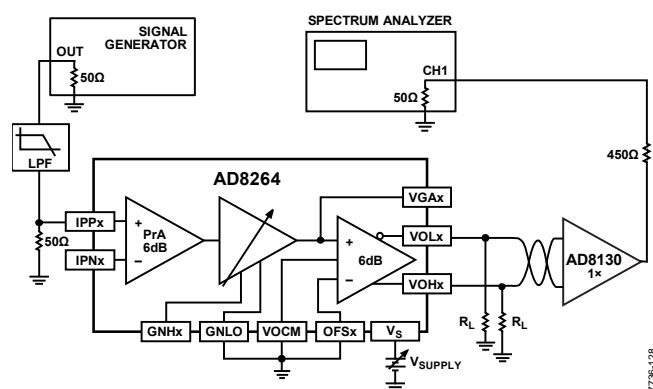 SIGNAL
GENERATOR
OUT
50Ω
LPF
SPECTRUM ANALYZER
CH1
50Ω
450Ω
AD8264
IPPx
50Ω
IPNx
+
PrA
6dB
−
+
6dB
−
VGAx
VOLx
VOHx
AD8130
1×
RL
RL
GNHx
GNLO
VOCM
OFSx
VS
VSUPPLY